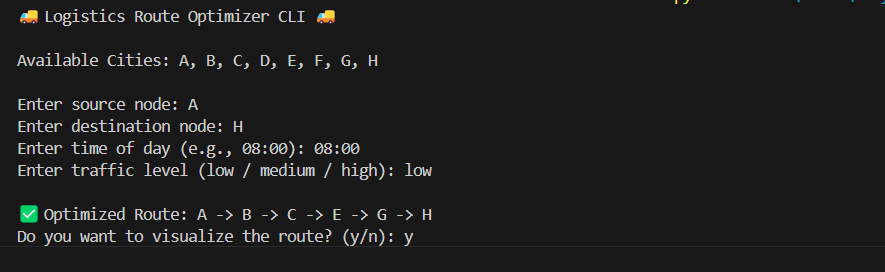 🚚 Logistics Route Optimizer CLI 🚚
Available Cities: A, B, C, D, E, F, G, H
Enter source node: A
Enter destination node: H
Enter time of day (e.g., 08:00): 08:00
Enter traffic level (low / medium / high): low
✅ Optimized Route: A -> B -> C -> E -> G -> H
Do you want to visualize the route? (y/n): y